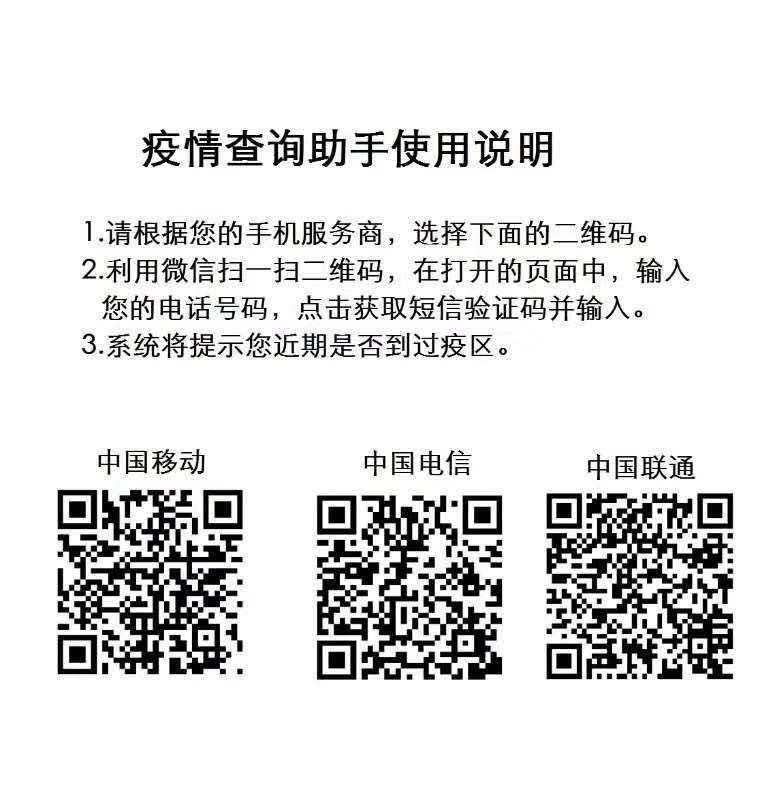 疫情查询助手使用说明
1.请根据您的手机服务商，选择下面的二维码。
2.利用微信扫一扫二维码，在打开的页面中，输入
您的电话号码，点击获取短信验证码并输入。
3.系统将提示您近期是否到过疫区。
中国移动
中国电信
中国联通